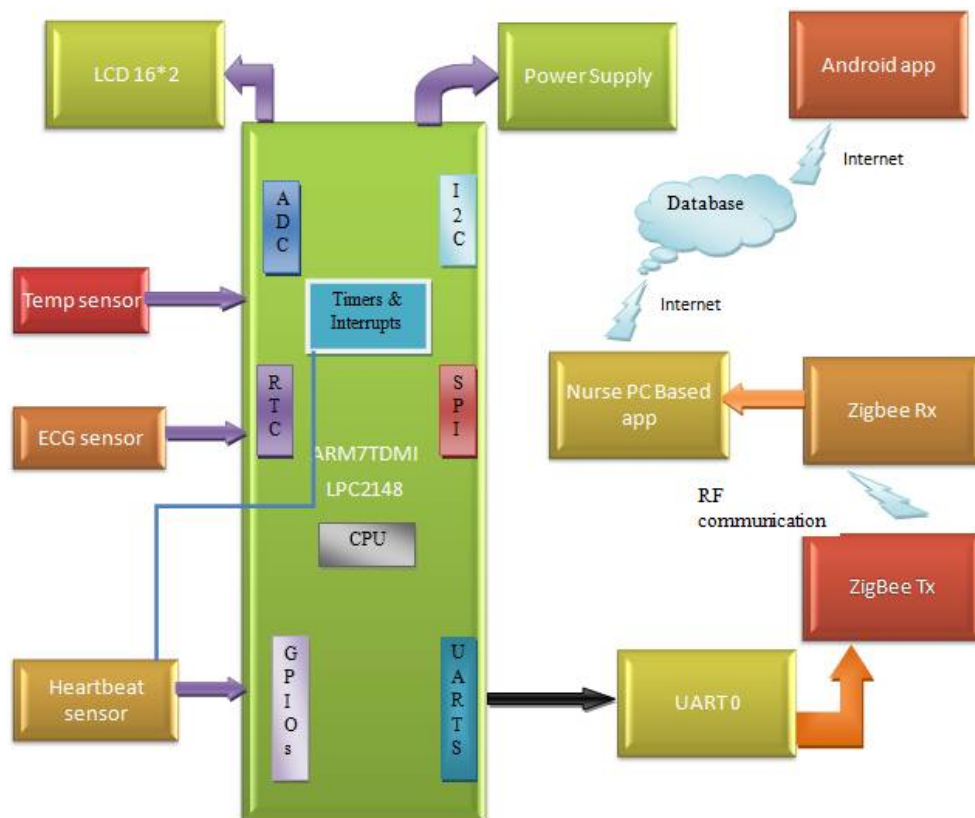 LCD 16*2
Power Supply
Android app
Internet
Database
Internet
A
D
C
I
2
C
Temp sensor
Timers &
Interrupts
R
T
C
S
P
I
ECG sensor
ARM7TDMI
LPC2148
CPU
Nurse PC Based
app
Zigbee Rx
RF
communication
ZigBee Tx
Heartbeat
sensor
G
P
I
O
s
U
A
R
T
S
UART 0